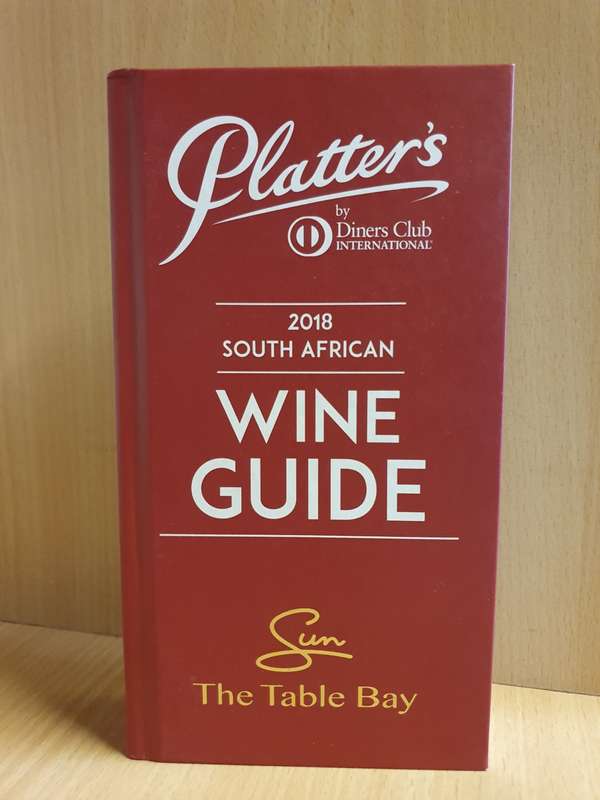 Platter's
by
Diners Club
INTERNATIONAL®
2018
SOUTH AFRICAN
WINE
GUIDE
Sun
The Table Bay